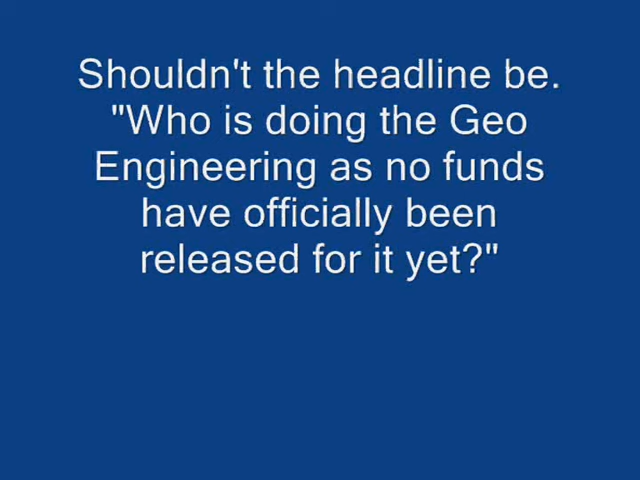 Shouldn't the headline be.
"Who is doing the Geo
Engineering as no funds
have officially been
released for it yet?"